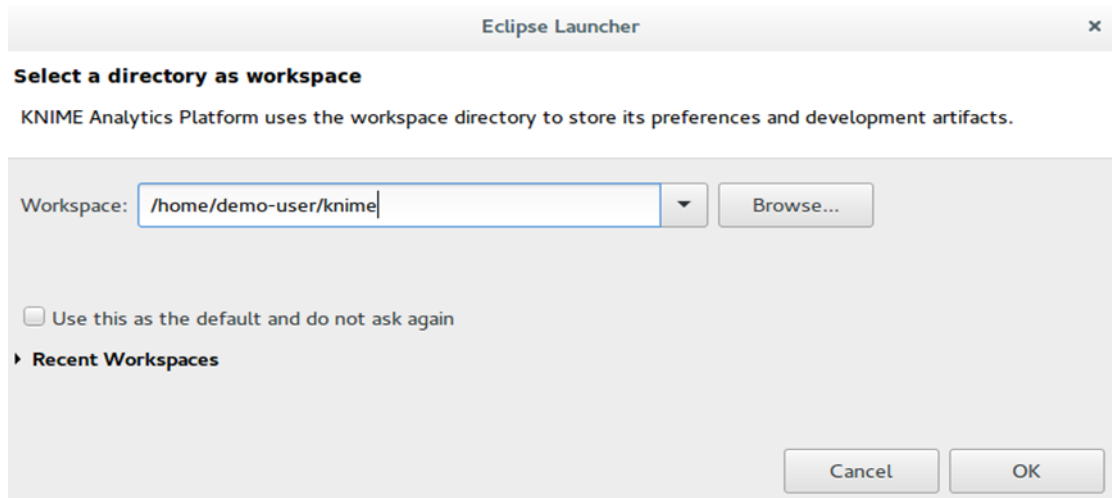 Eclipse Launcher
Select a directory as workspace
KNIME Analytics Platform uses the workspace directory to store its preferences and development artifacts.
Workspace: /home/demo-user/knime Browse...
Use this as the default and do not ask again
Recent Workspaces
Cancel OK